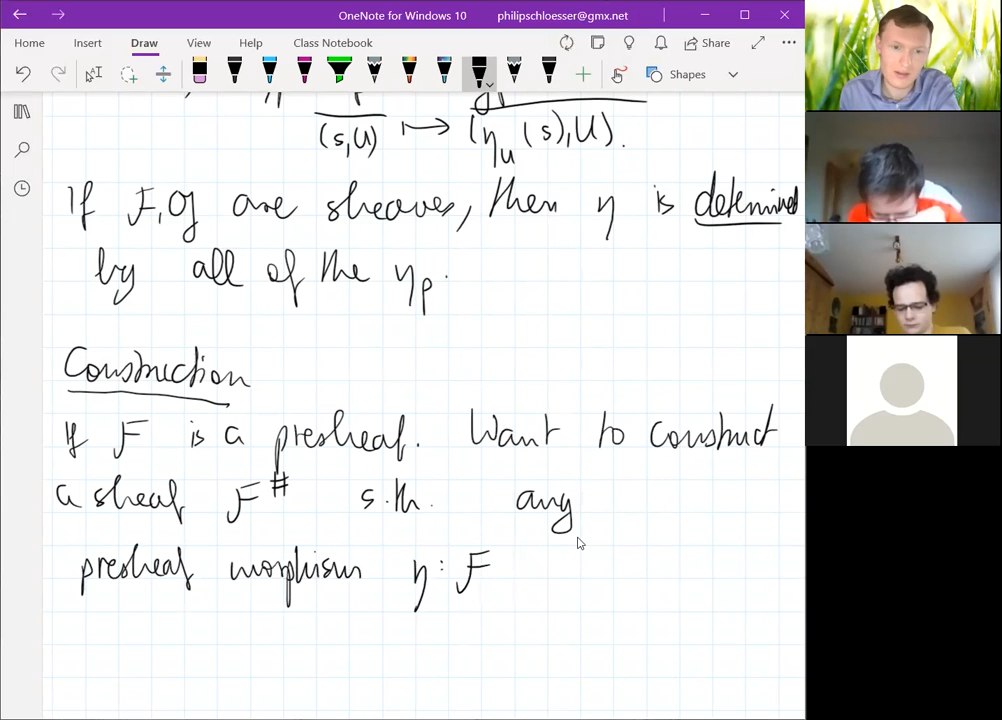 OneNote for Windows 10
philipschloesser@gmx.net
Home Insert Draw View Help Class Notebook Share
Shapes
(s,U) ↦ (η_U (s), U).
If F, G are sheaves, then η is determined
by all of the η_p.
Construction
If F is a presheaf. Want to construct
a sheaf F^# s.th. any
presheaf morphism η: F